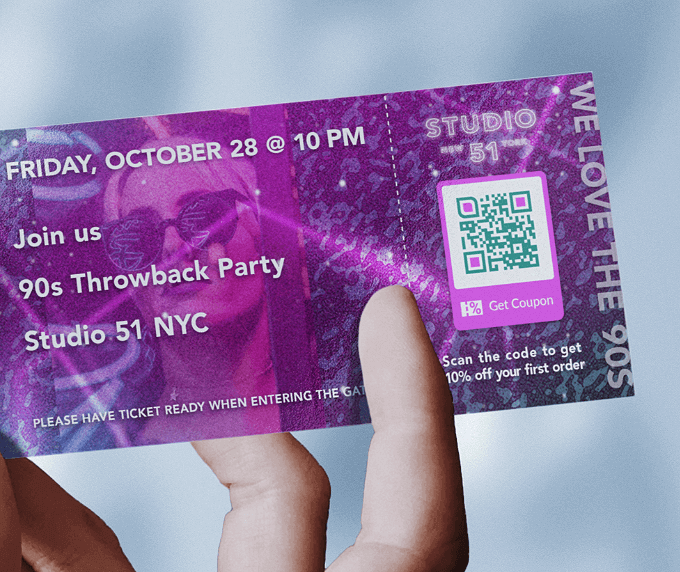 FRIDAY, OCTOBER 28 @ 10 PM
Join us
90s Throwback Party
Studio 51 NYC
PLEASE HAVE TICKET READY WHEN ENTERING THE
STUDIO
NEW 51 YORK
Get Coupon
Scan the code to get
10% off your first order
WE LOVE THE 90S